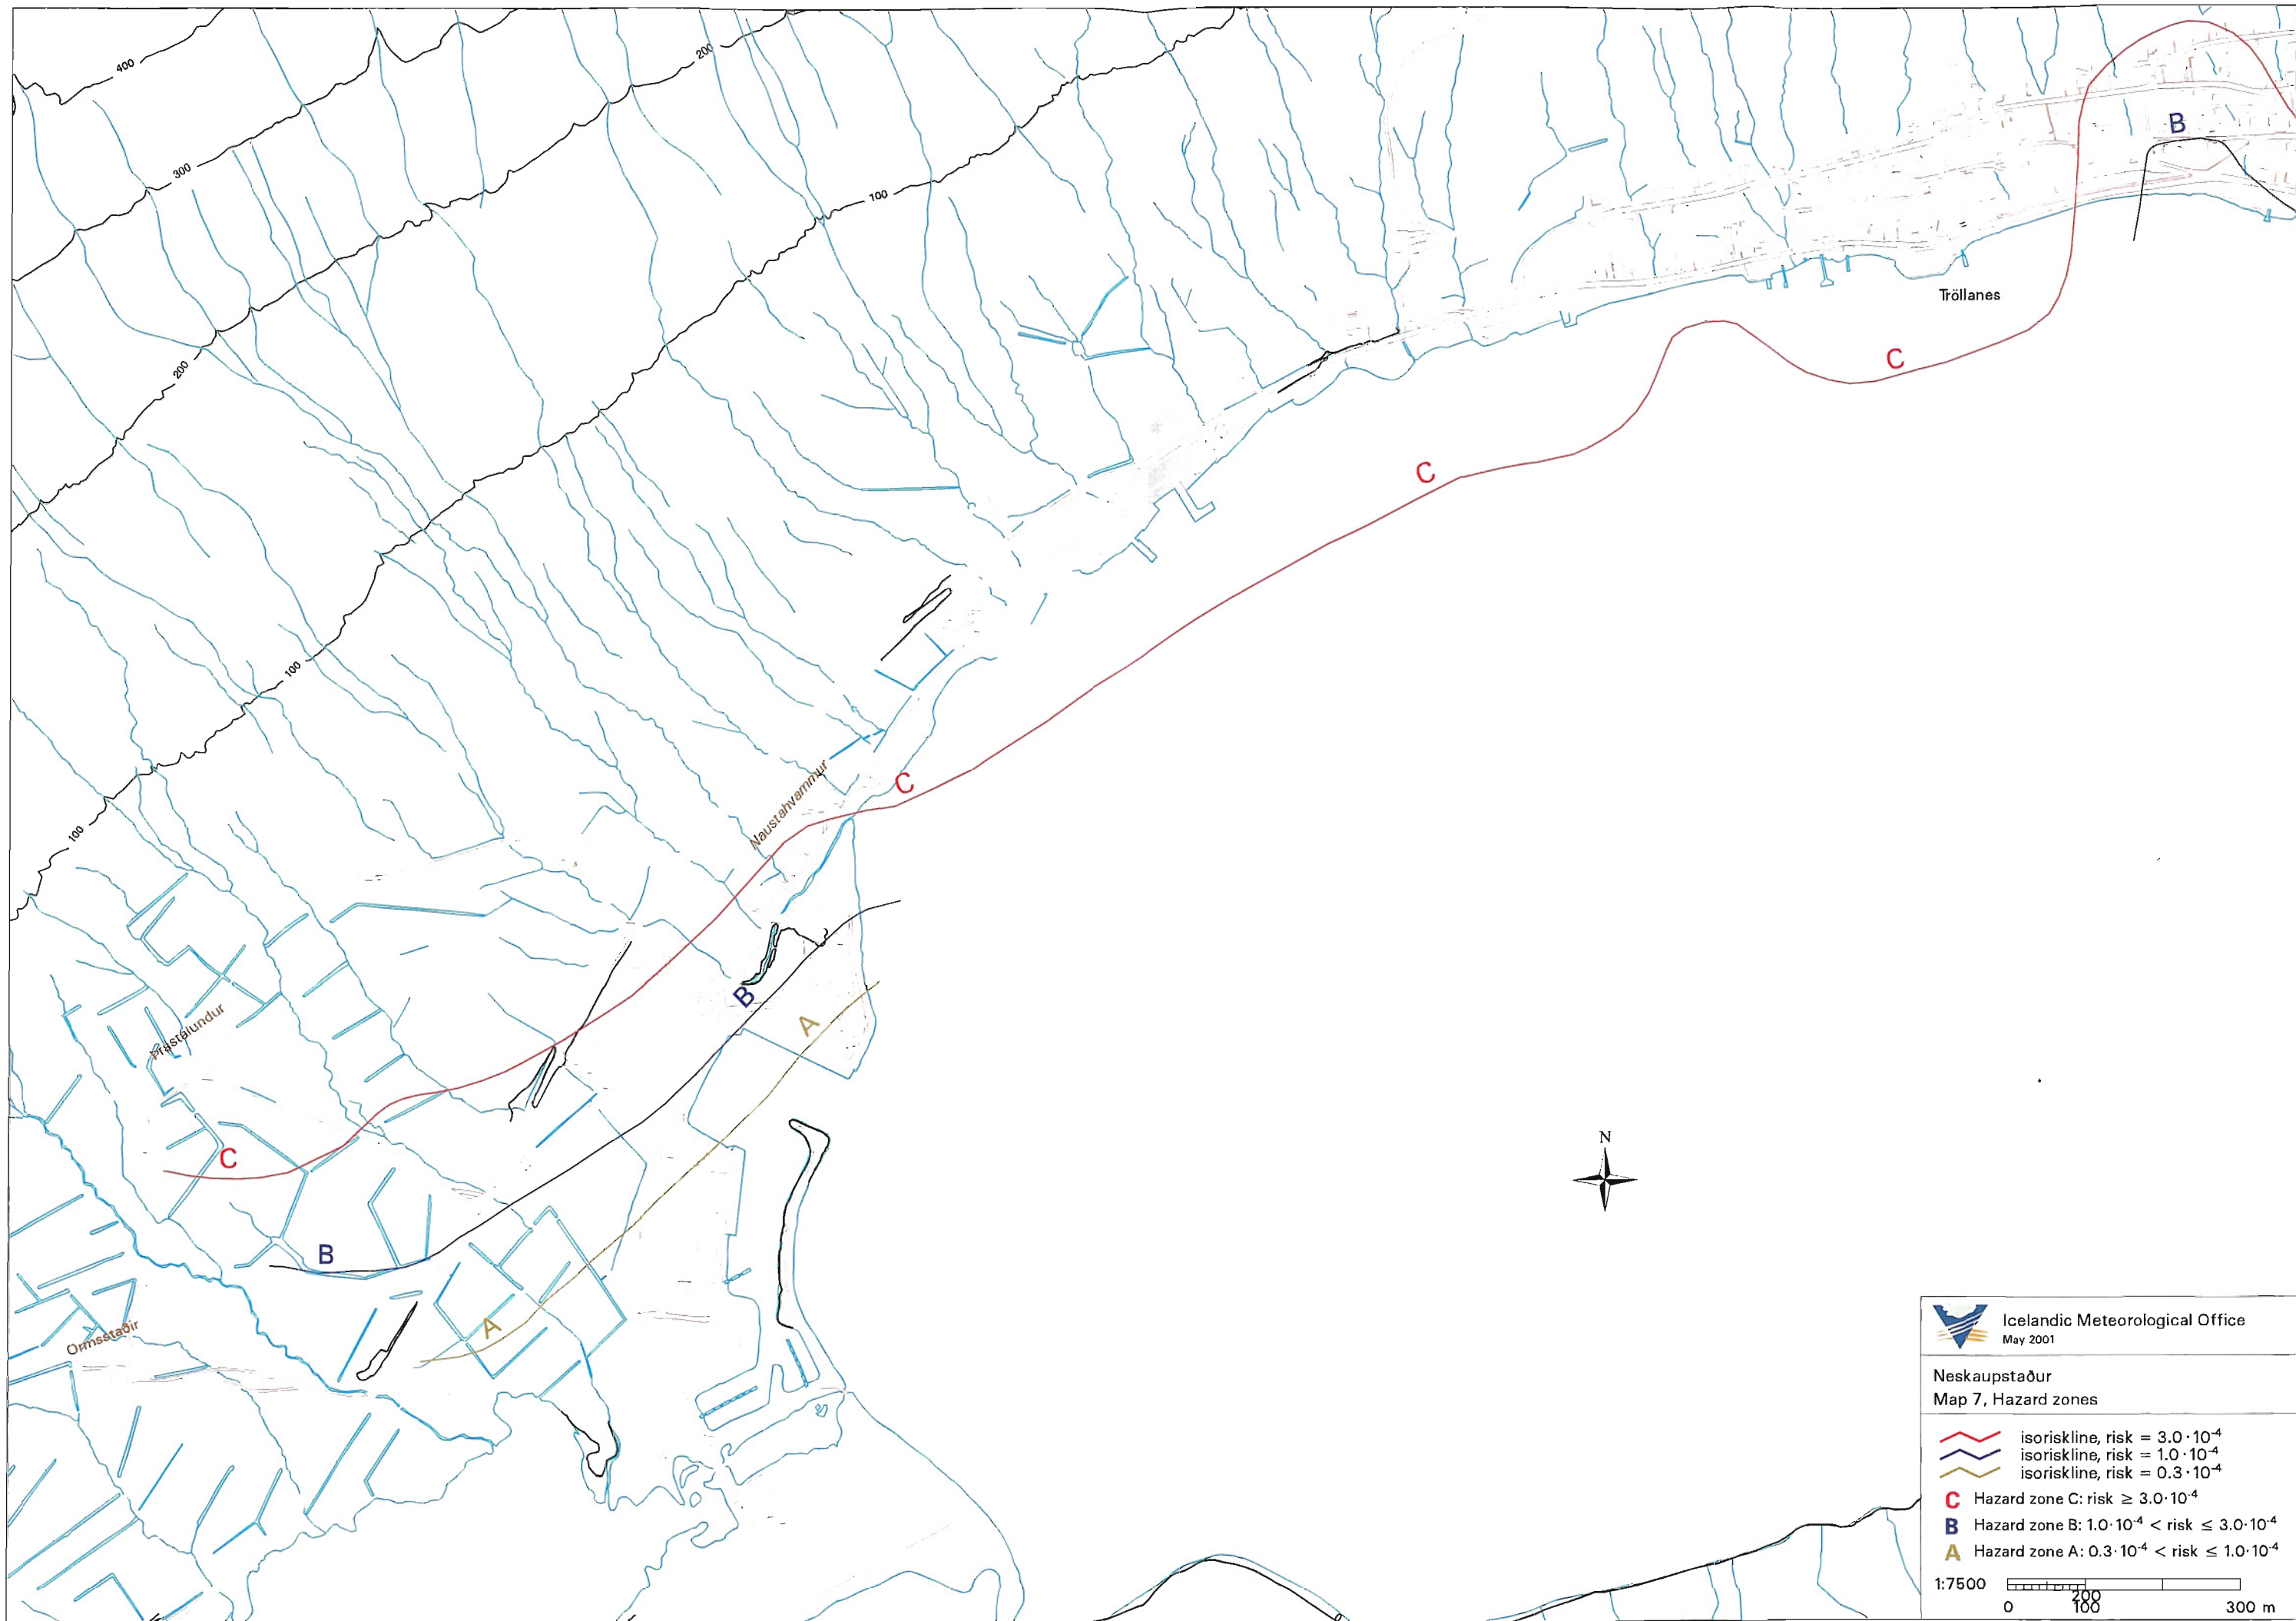 400
200
300
100
B
200
Tröllanes
C
C
100
C
Naustahvammur
100
B
A
Þrastalundur
C
N
B
A
Ormsstaðir
Icelandic Meteorological Office
May 2001
Neskaupstaður
Map 7, Hazard zones
isoriskline, risk = 3.0·10⁻⁴
isoriskline, risk = 1.0·10⁻⁴
isoriskline, risk = 0.3·10⁻⁴
C Hazard zone C: risk ≥ 3.0·10⁻⁴
B Hazard zone B: 1.0·10⁻⁴ < risk ≤ 3.0·10⁻⁴
A Hazard zone A: 0.3·10⁻⁴ < risk ≤ 1.0·10⁻⁴
1:7500
200
0 100 300 m